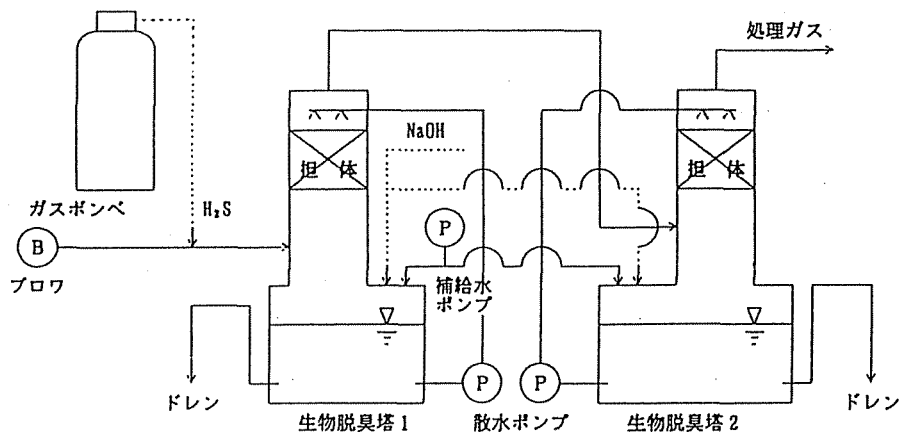 処理ガス
NaOH
担 体
担 体
ガスボンベ
H₂S
B
P
ブロワ
補給水
ポンプ
P
P
ドレン
ドレン
生物脱臭塔1
散水ポンプ
生物脱臭塔2